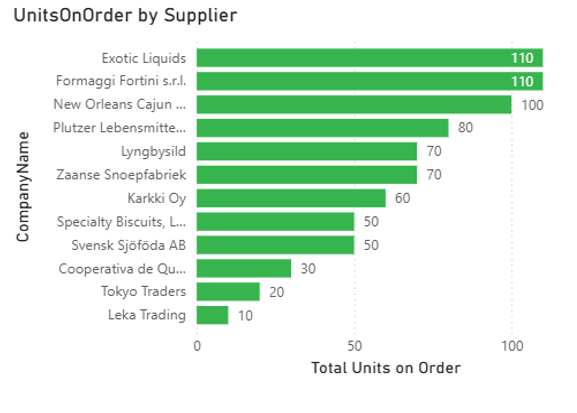 UnitsOnOrder by Supplier
CompanyName
Exotic Liquids 110
Formaggi Fortini s.r.l. 110
New Orleans Cajun ... 100
Plutzer Lebensmitte... 80
Lyngbysild 70
Zaanse Snoepfabriek 70
Karkki Oy 60
Specialty Biscuits, L... 50
Svensk Sjöföda AB 50
Cooperativa de Qu... 30
Tokyo Traders 20
Leka Trading 10
0 50 100
Total Units on Order